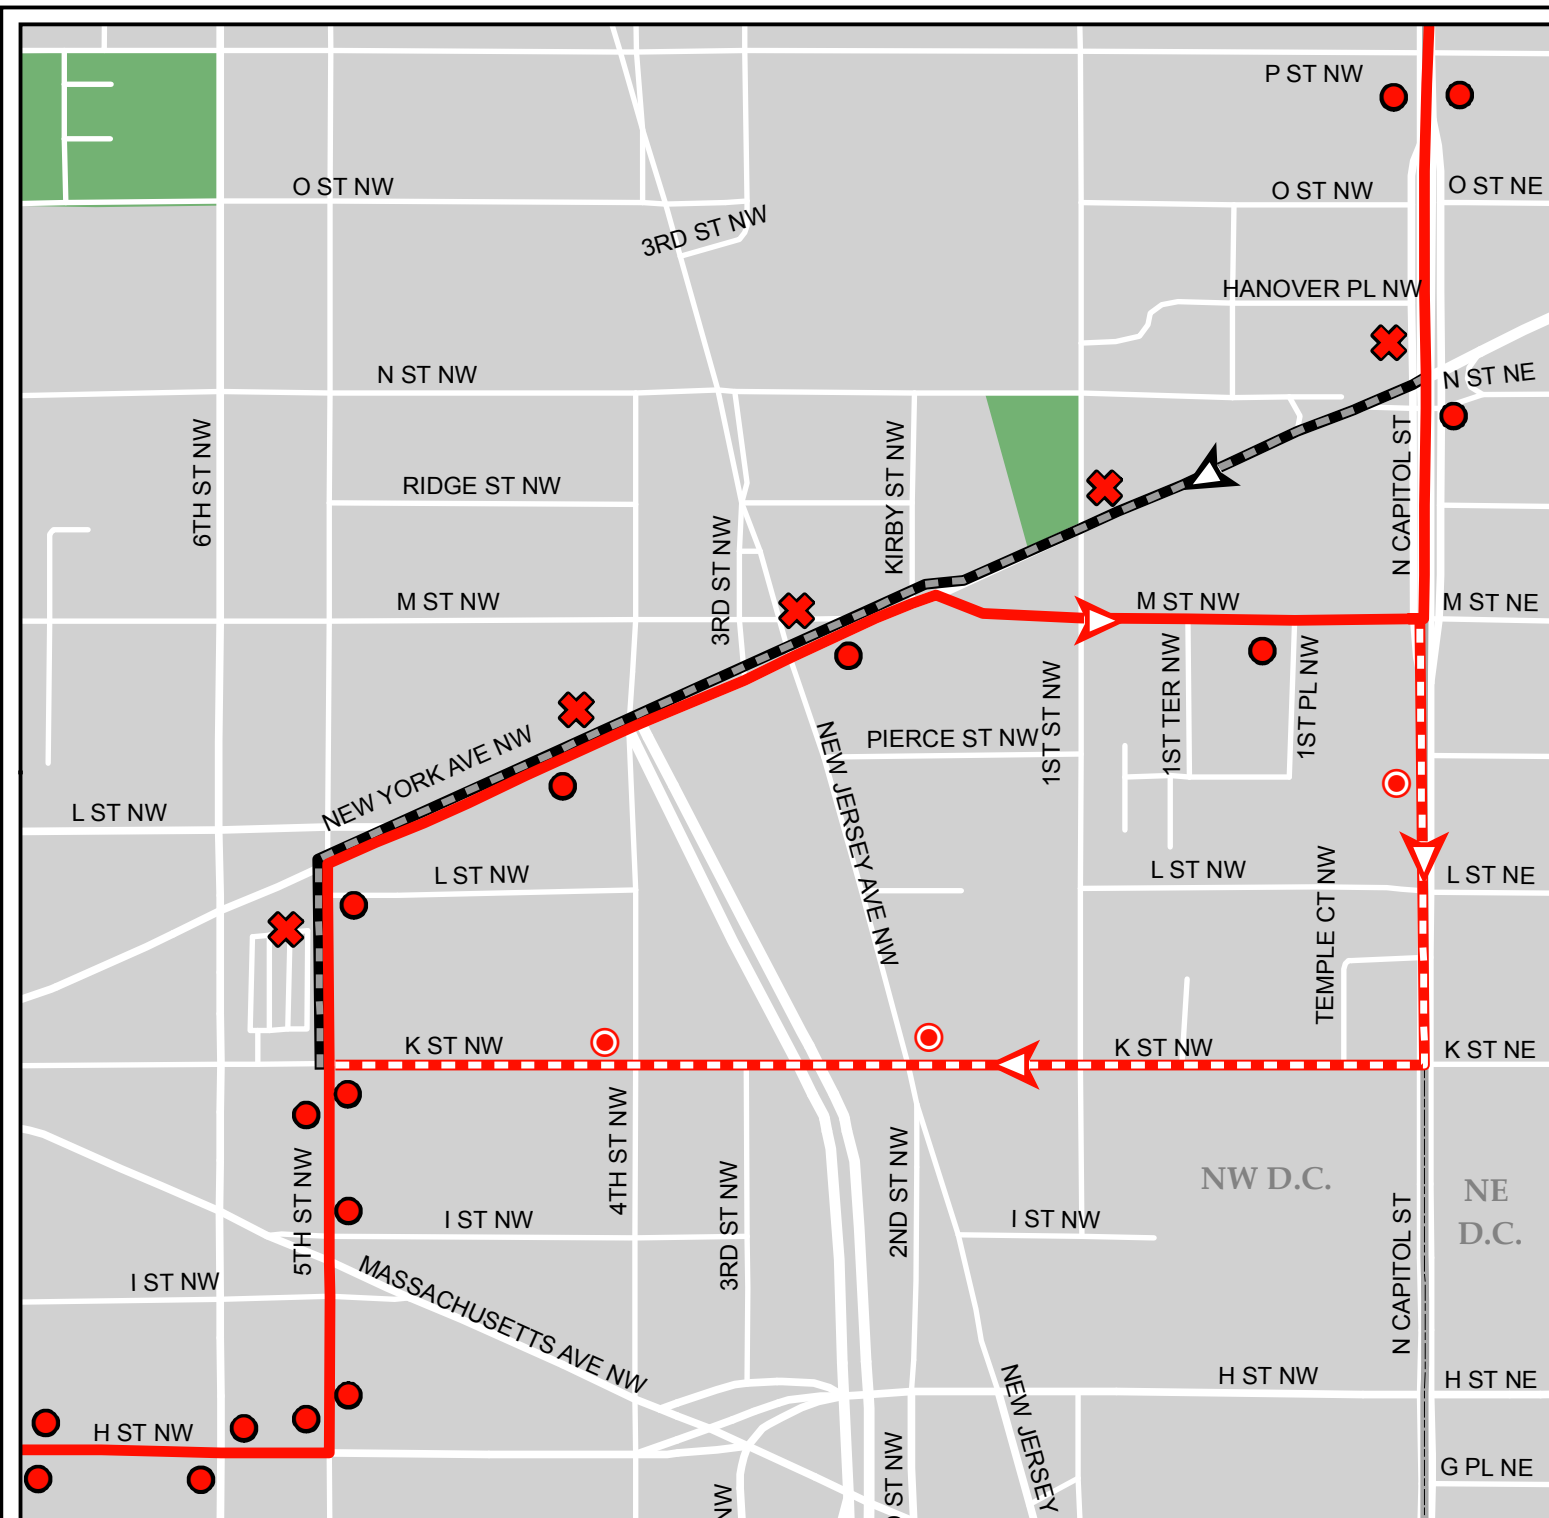 P ST NW
O ST NW
O ST NW
O ST NE
3RD ST NW
HANOVER PL NW
N ST NW
N ST NE
6TH ST NW
KIRBY ST NW
N CAPITOL ST
RIDGE ST NW
3RD ST NW
M ST NW
M ST NW
M ST NE
1ST ST NW
1ST TER NW
1ST PL NW
NEW YORK AVE NW
NEW JERSEY AVE NW
PIERCE ST NW
L ST NW
L ST NW
L ST NW
L ST NE
TEMPLE CT NW
K ST NW
K ST NW
K ST NE
5TH ST NW
4TH ST NW
3RD ST NW
2ND ST NW
NW D.C.
NE
D.C.
N CAPITOL ST
I ST NW
I ST NW
I ST NW
MASSACHUSETTS AVE NW
H ST NW
H ST NW
H ST NE
NEW JERSEY
G PL NE
NW
ST NW